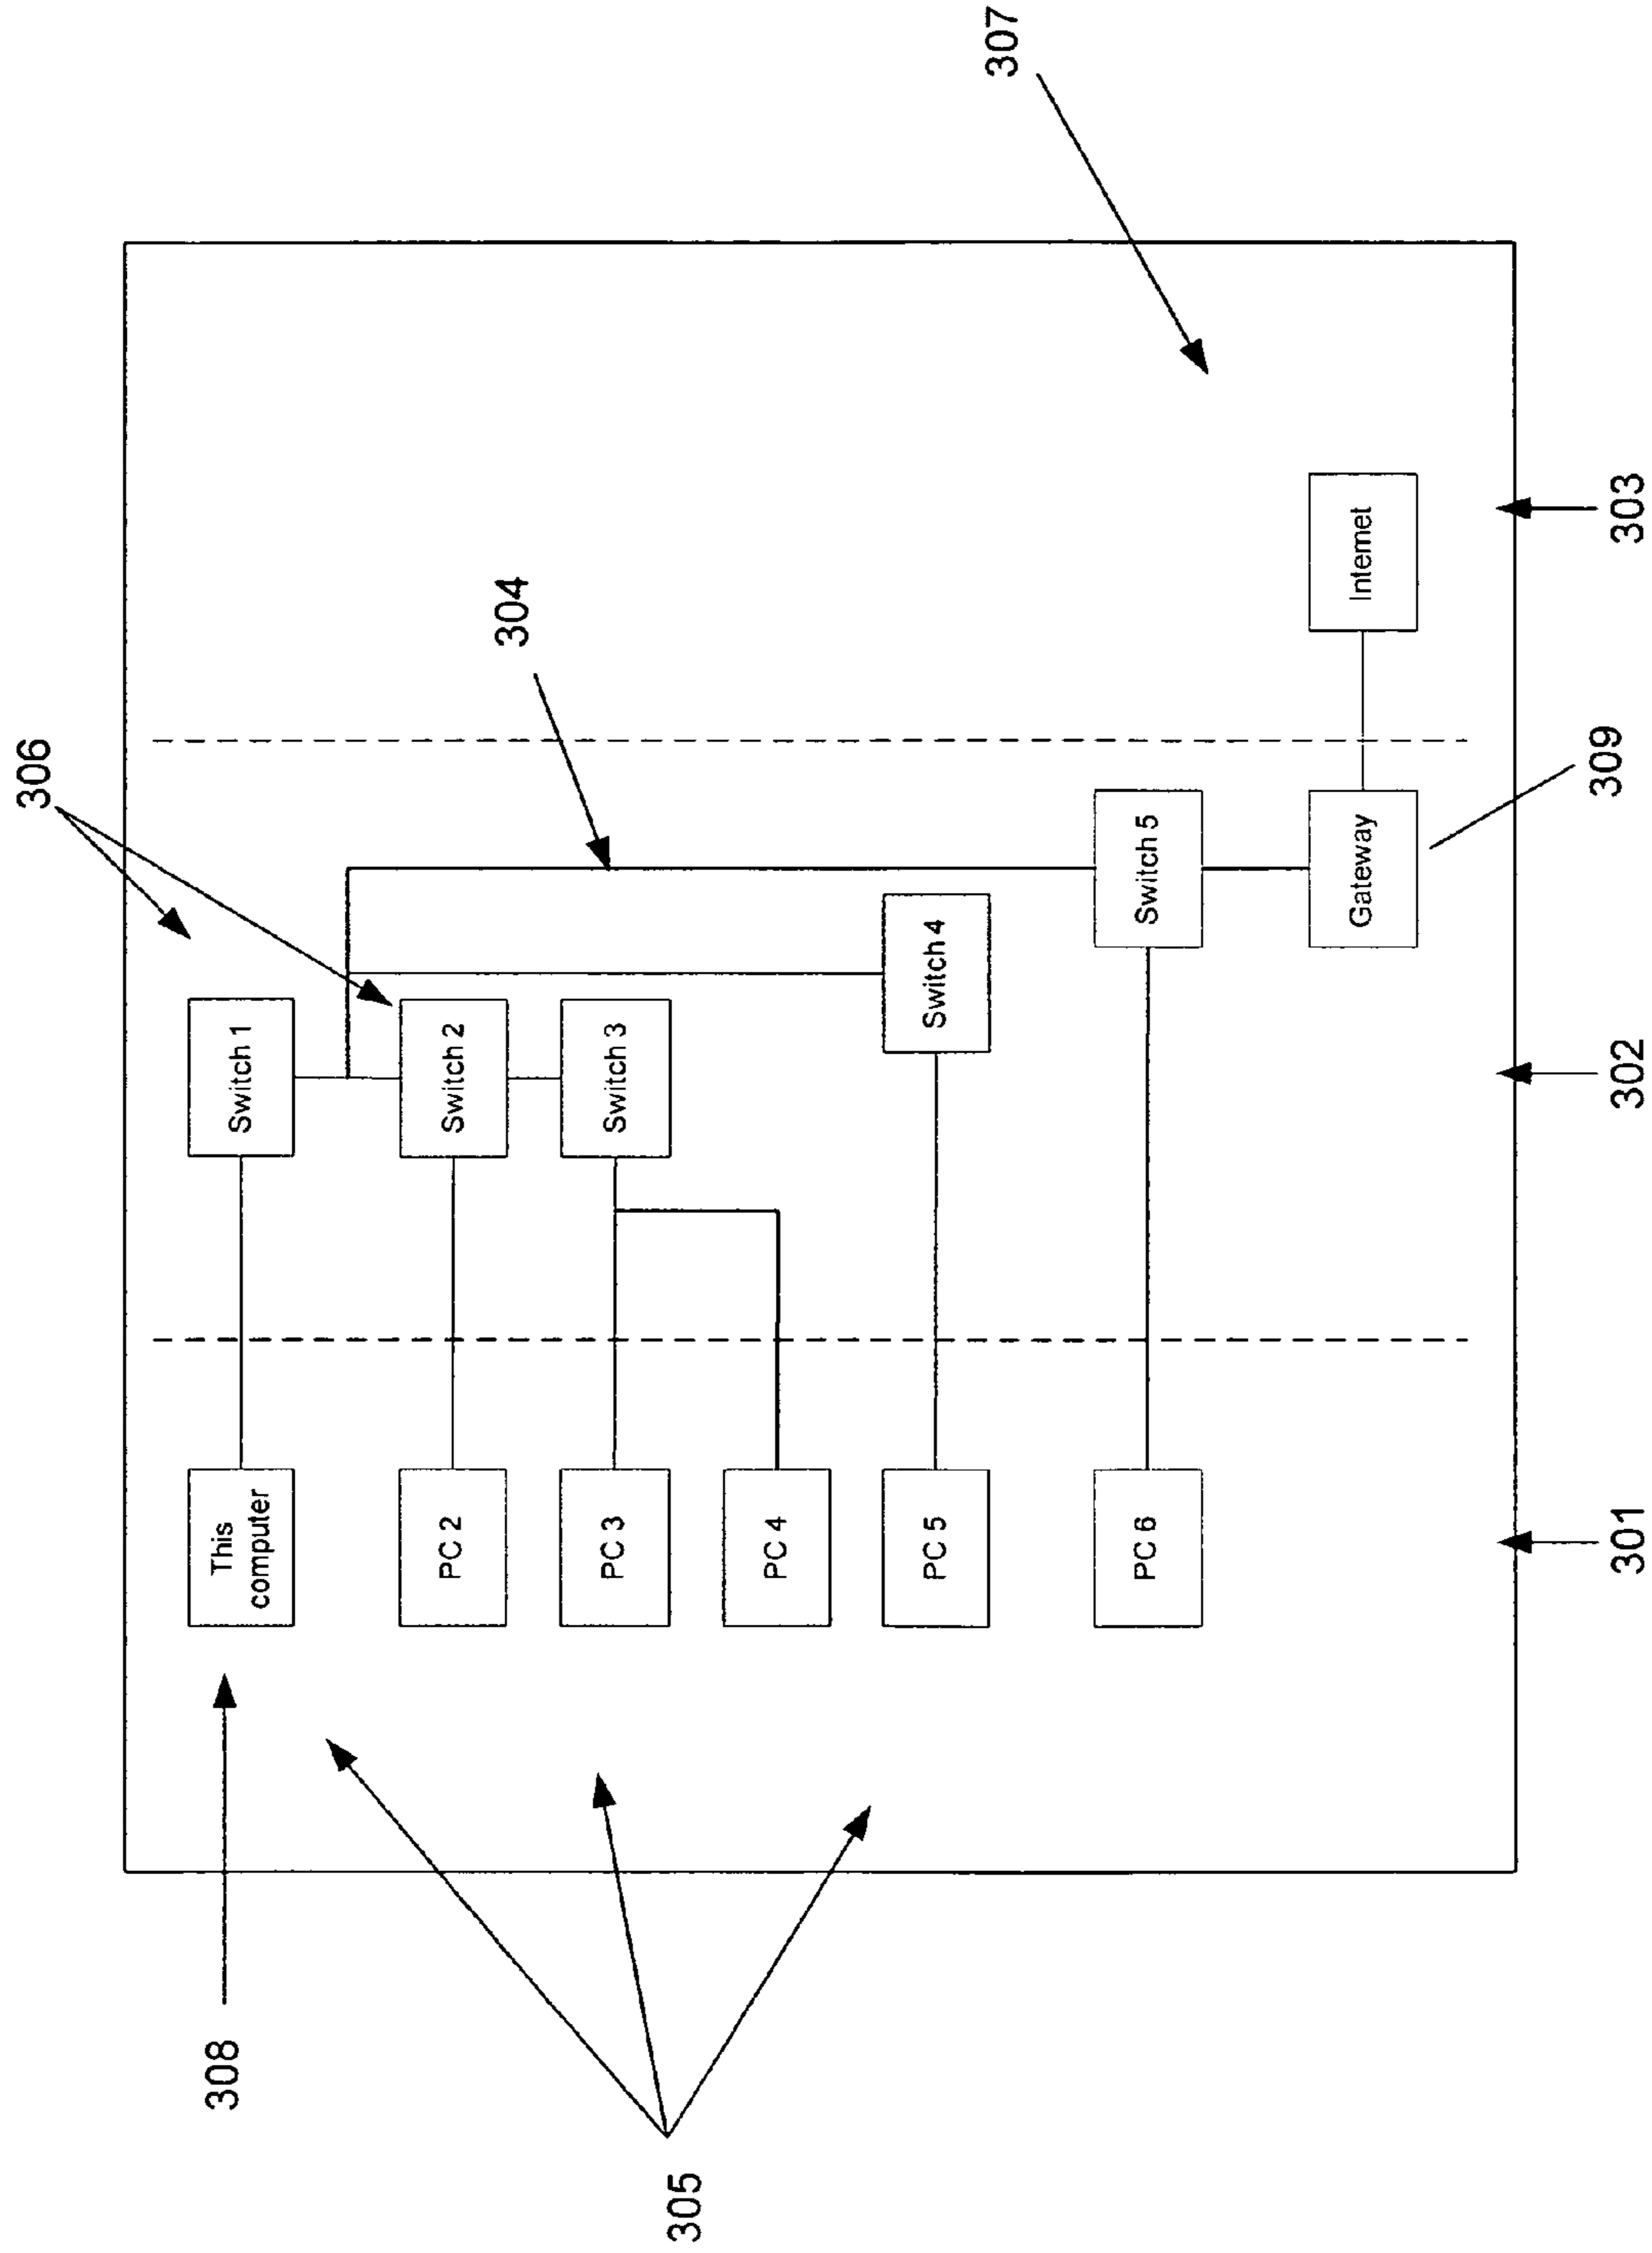 306
308
This
computer
Switch 1
PC 2
Switch 2
304
PC 3
Switch 3
305
PC 4
PC 5
Switch 4
307
PC 6
Switch 5
Gateway
Internet
309
301
302
303